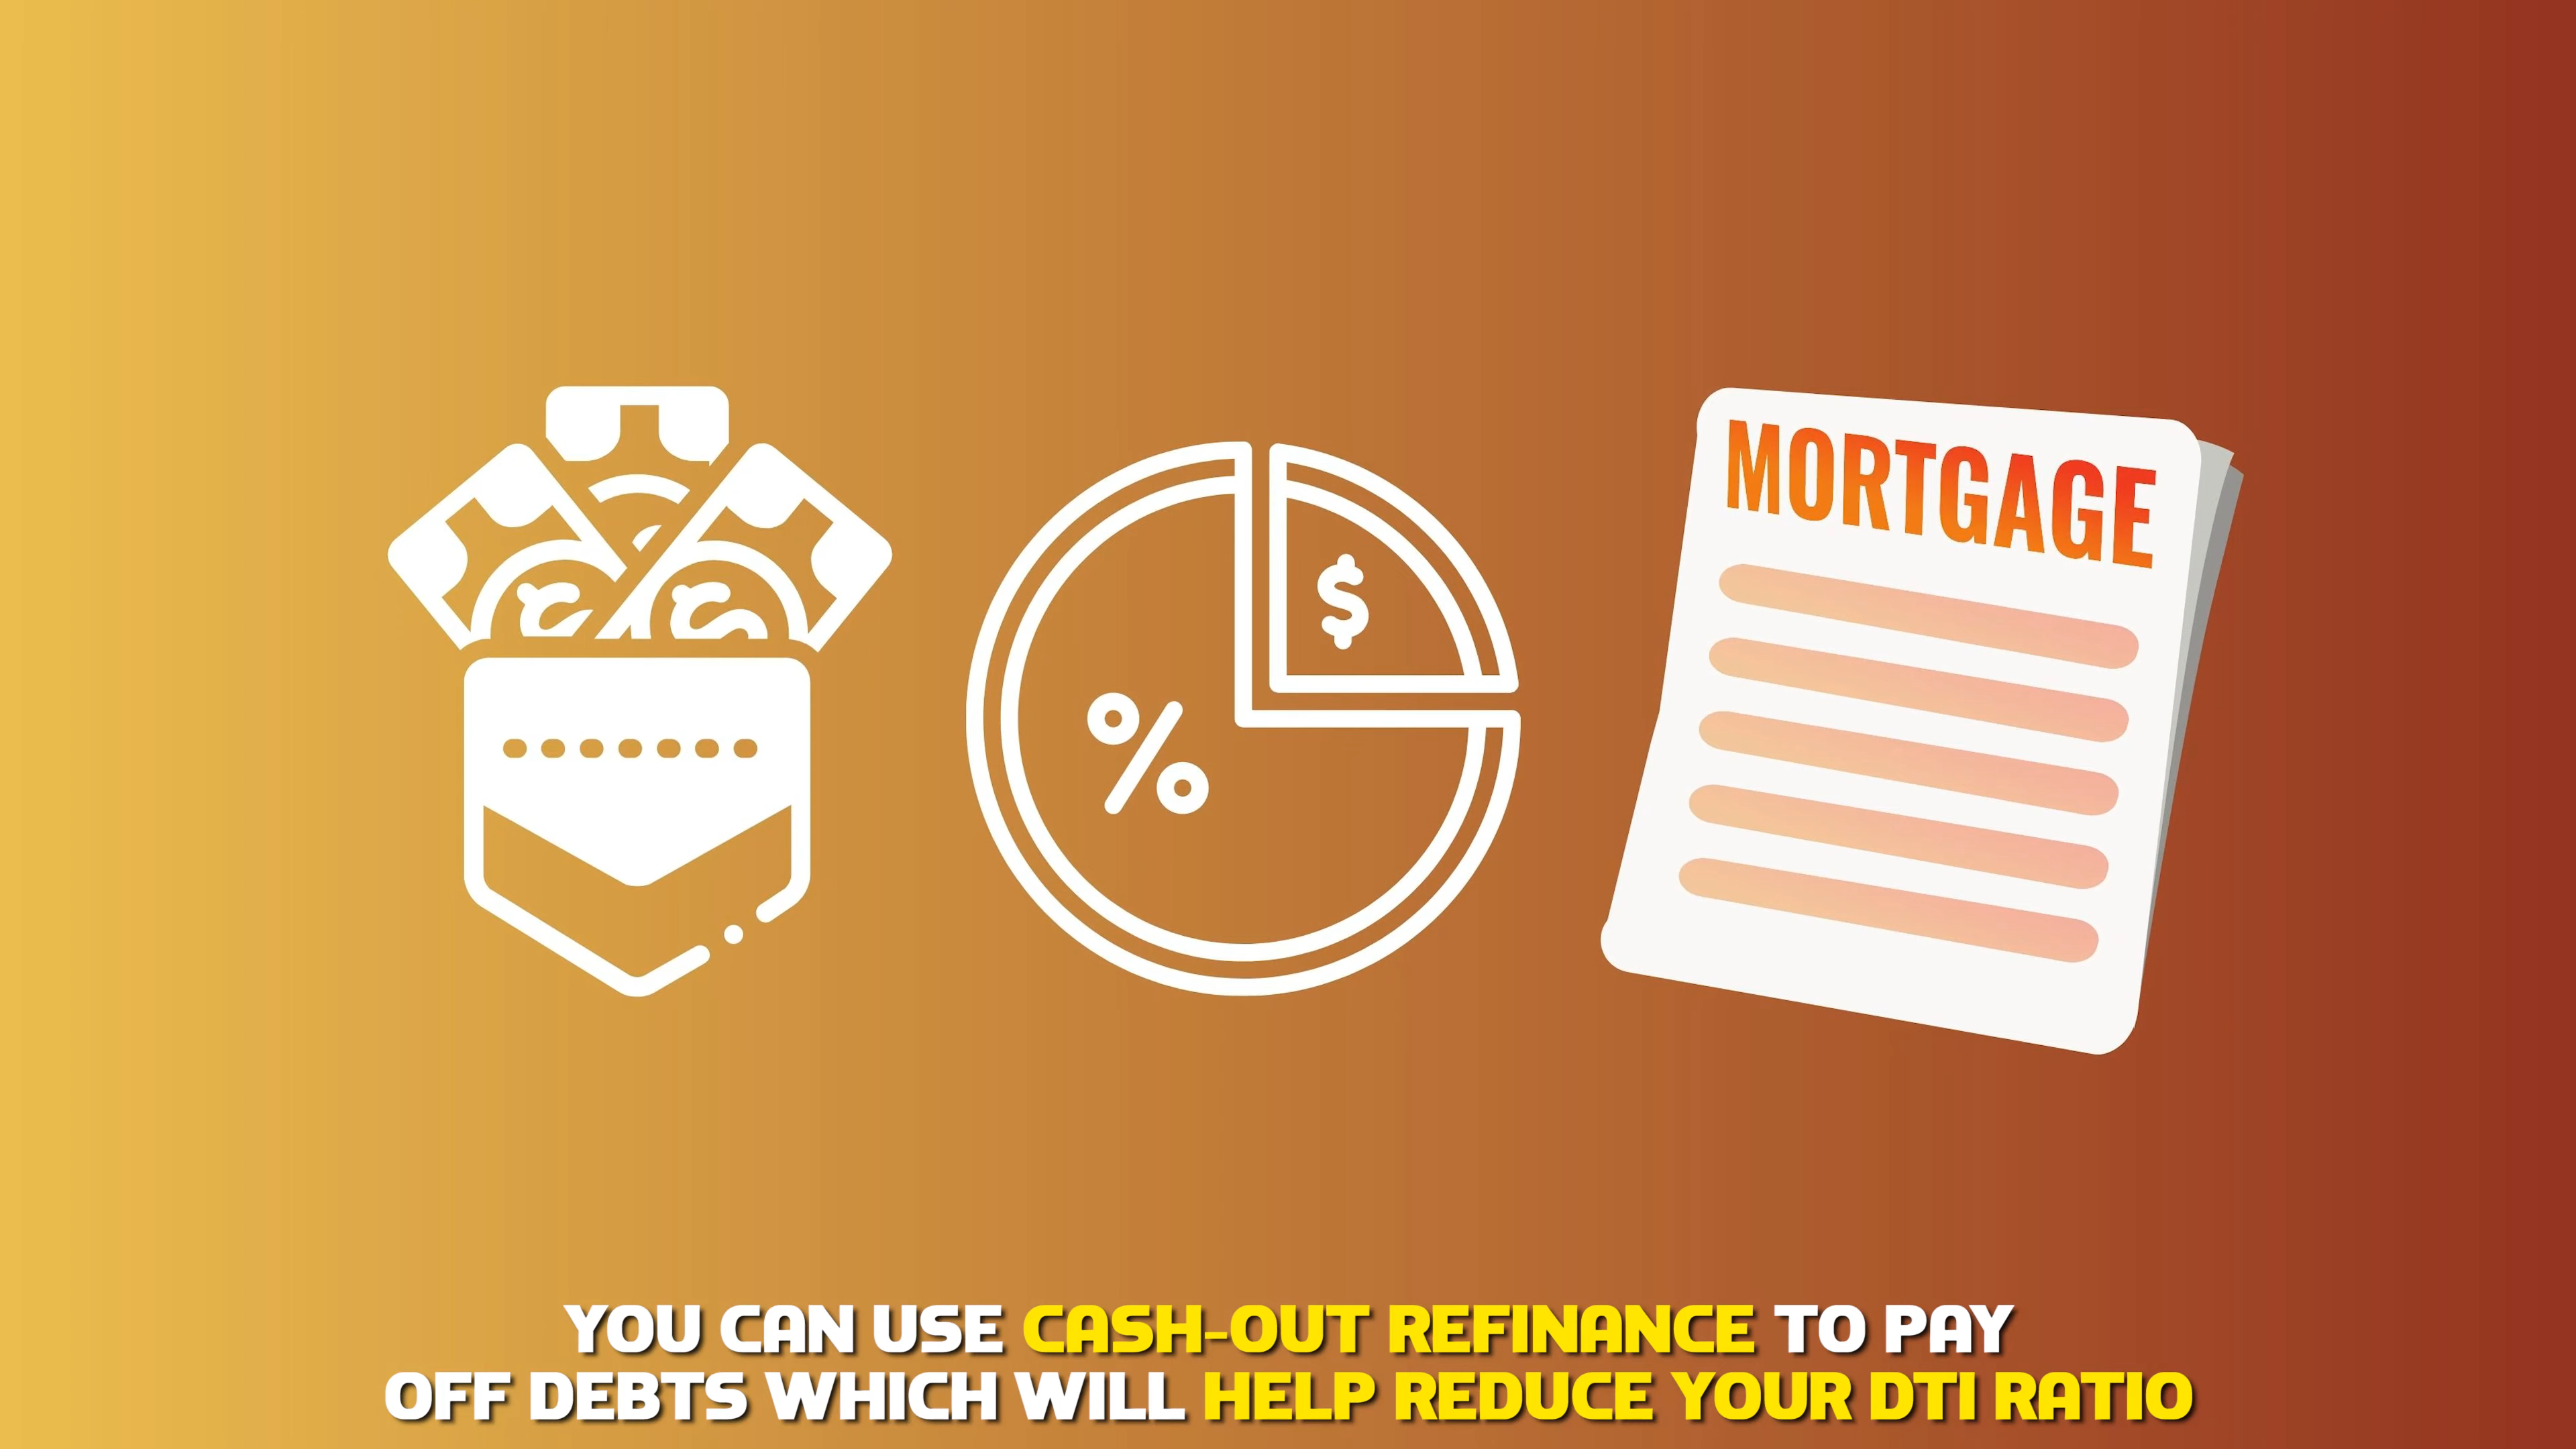 MORTGAGE
$
%
YOU CAN USE CASH-OUT REFINANCE TO PAY
OFF DEBTS WHICH WILL HELP REDUCE YOUR DTI RATIO